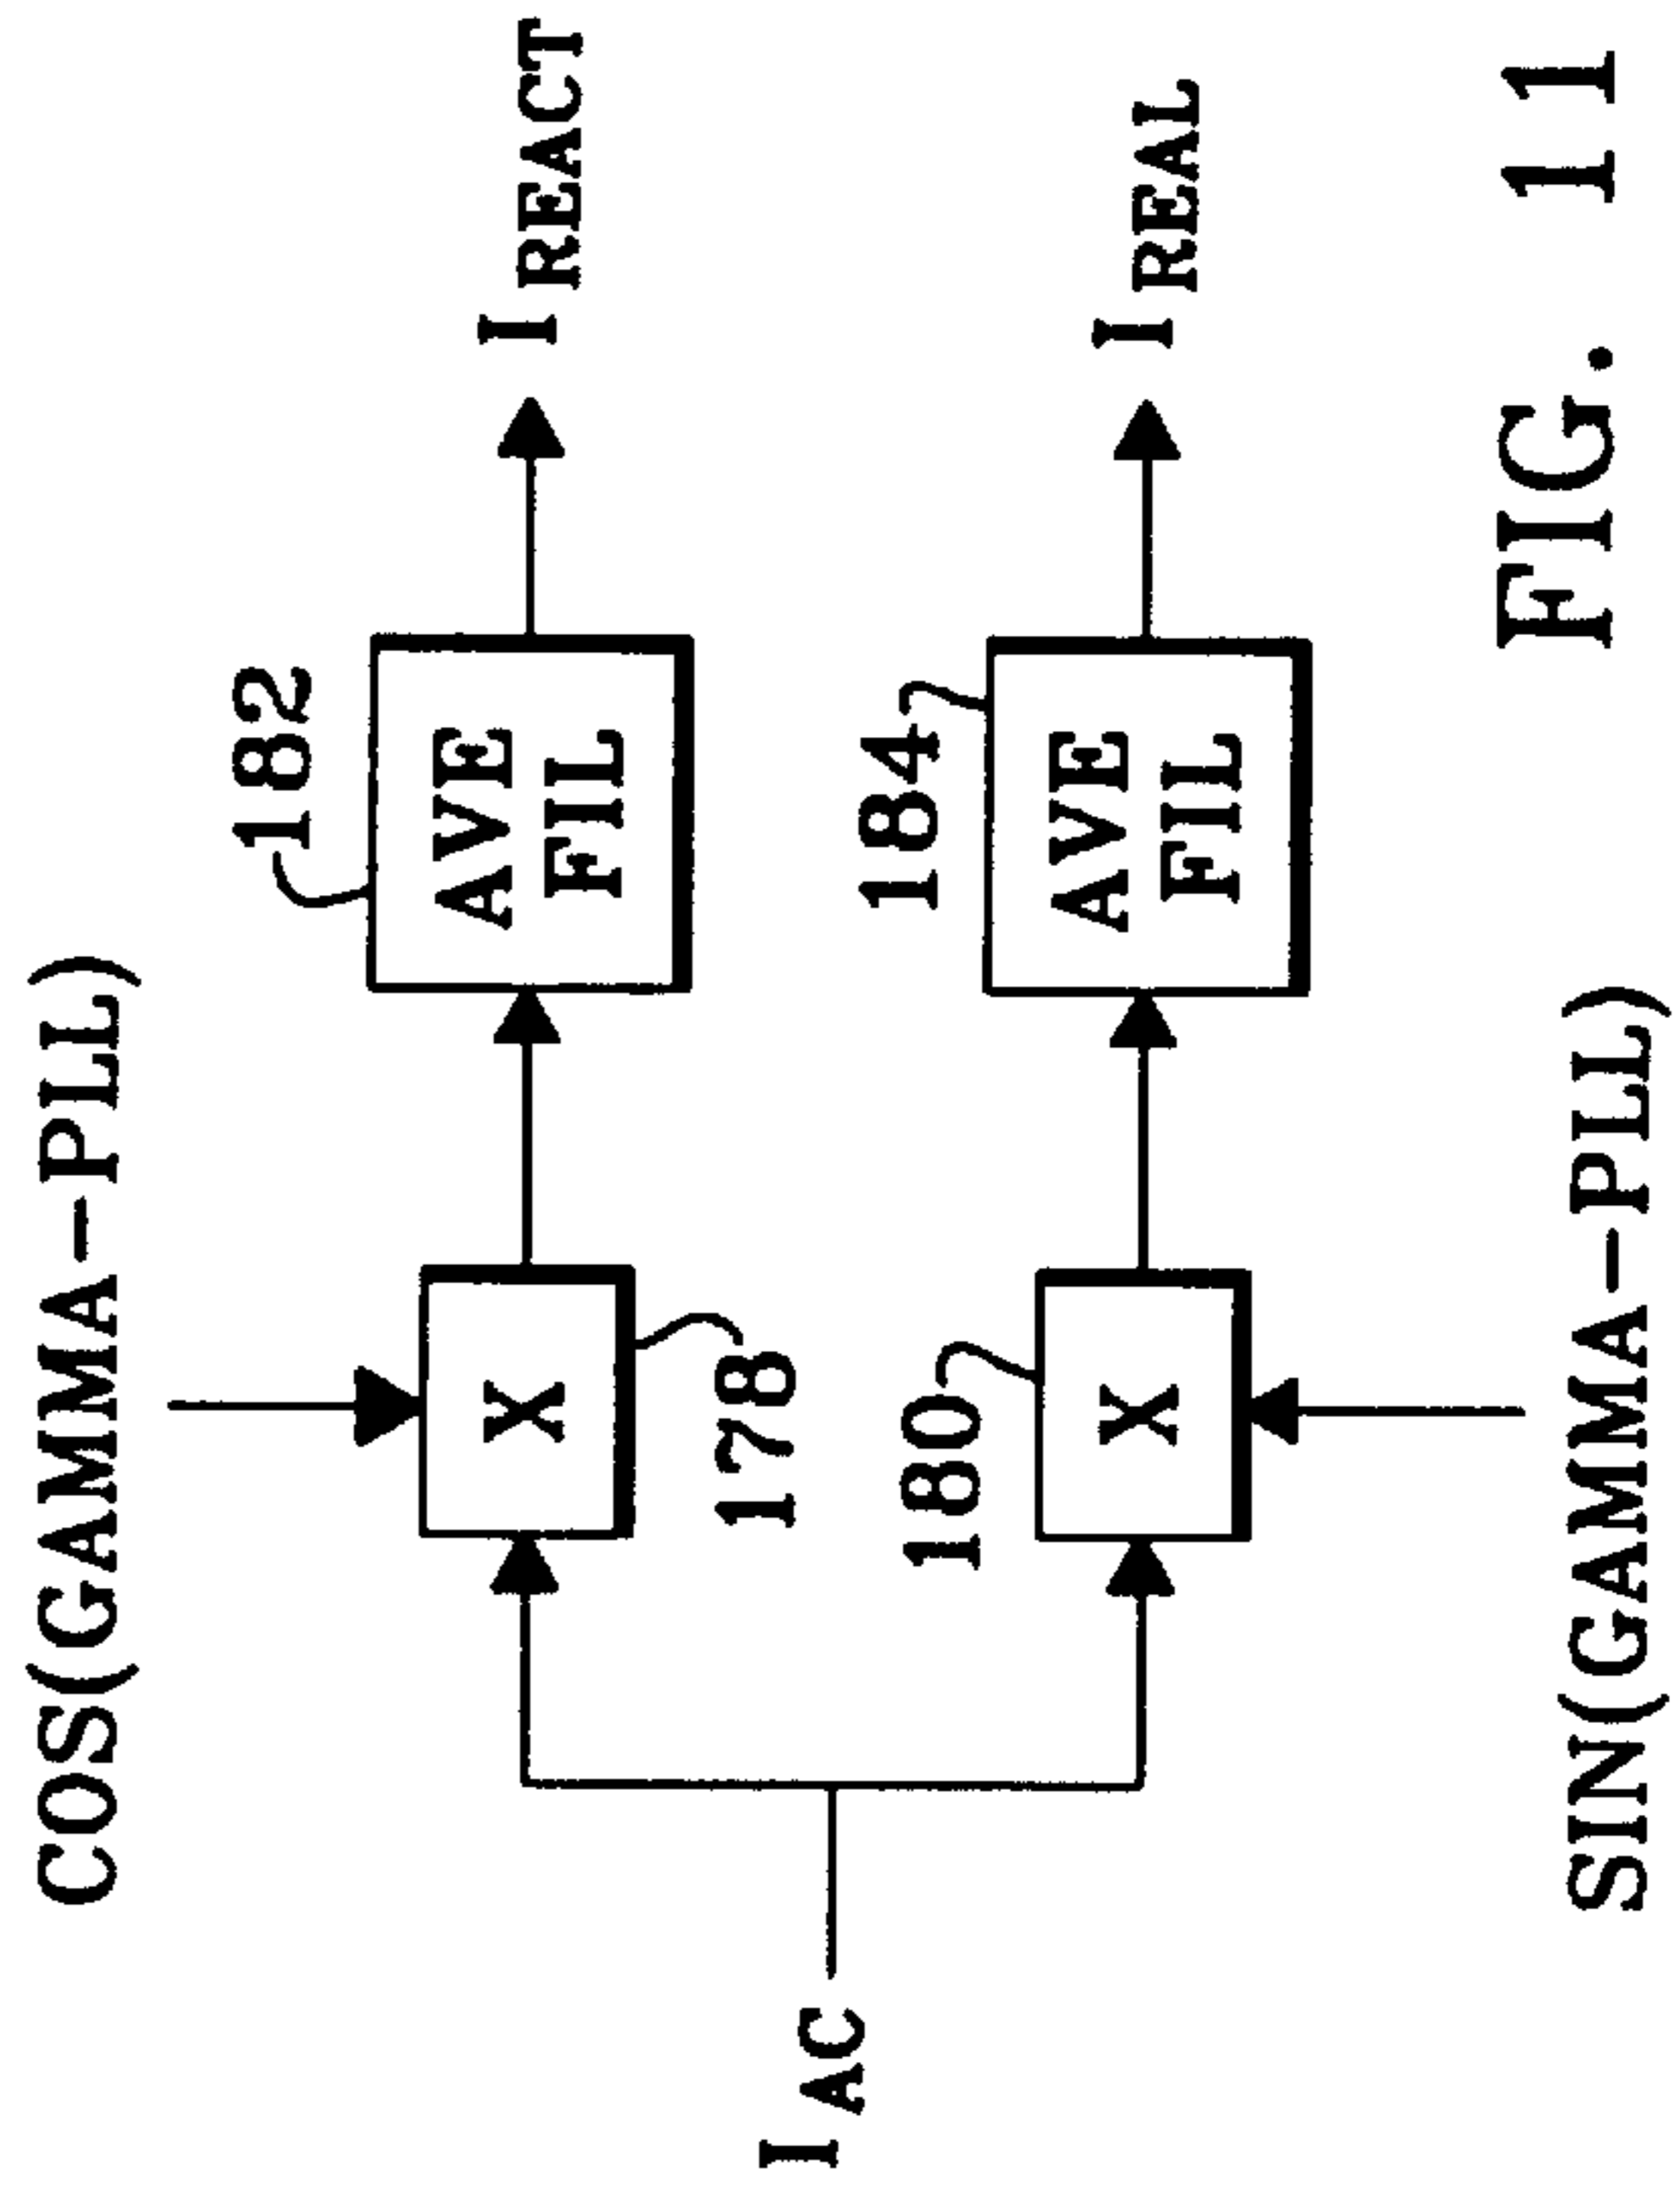 COS(GAMMA-PLL)
182
AVE
FIL
I REACT
X
178
I AC
180
X
184
AVE
FIL
I REAL
SIN(GAMMA-PLL)
FIG. 11